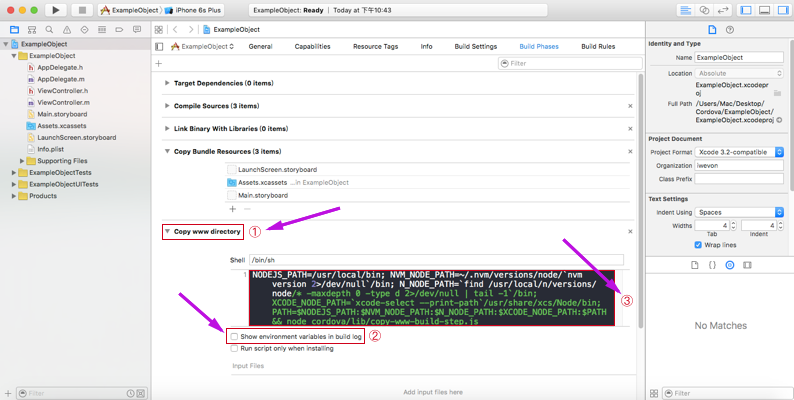 ExampleObject
iPhone 6s Plus
ExampleObject: Ready | Today at 下午10:43
ExampleObject
ExampleObject
AppDelegate.h
AppDelegate.m
ViewController.h
ViewController.m
Main.storyboard
Assets.xcassets
LaunchScreen.storyboard
Info.plist
Supporting Files
ExampleObjectTests
ExampleObjectUITests
Products
Filter
ExampleObject
ExampleObject
General
Capabilities
Resource Tags
Info
Build Settings
Build Phases
Build Rules
Filter
Target Dependencies (0 items)
Compile Sources (3 items)
Link Binary With Libraries (0 items)
Copy Bundle Resources (3 items)
LaunchScreen.storyboard
Assets.xcassets ...in ExampleObject
Main.storyboard
Copy www directory ①
Shell /bin/sh
1 NODEJS_PATH=/usr/local/bin; NVM_NODE_PATH=~/.nvm/versions/node/`nvm
version 2>/dev/null`/bin; N_NODE_PATH=`find /usr/local/n/versions/
node/* -maxdepth 0 -type d 2>/dev/null | tail -1`/bin;
XCODE_NODE_PATH=`xcode-select --print-path`/usr/share/xcs/Node/bin;
PATH=$NODEJS_PATH:$NVM_NODE_PATH:$N_NODE_PATH:$XCODE_NODE_PATH:$PATH
&& node cordova/lib/copy-www-build-step.js
③
Show environment variables in build log ②
Run script only when installing
Input Files
Add input files here
Identity and Type
Name ExampleObject
Location Absolute
ExampleObject.xcodeproj
Full Path /Users/Mac/Desktop/
Cordova/ExampleObject/
ExampleObject.xcodeproj
Project Document
Project Format Xcode 3.2-compatible
Organization iwevon
Class Prefix
Text Settings
Indent Using Spaces
Widths 4 4
Tab Indent
Wrap lines
No Matches
Filter